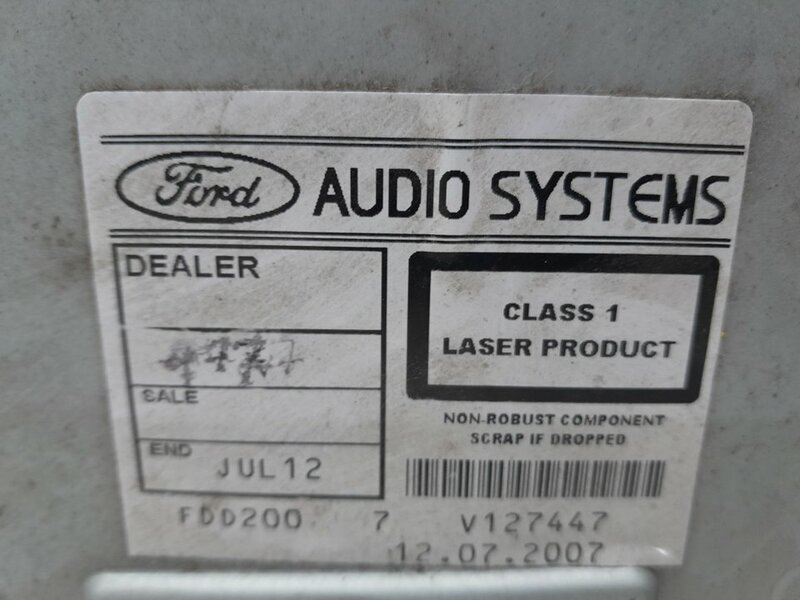 Ford AUDIO SYSTEMS
DEALER
CLASS 1
LASER PRODUCT
SALE
NON-ROBUST COMPONENT
SCRAP IF DROPPED
END JUL12
FDD200 7 V127447
12.07.2007